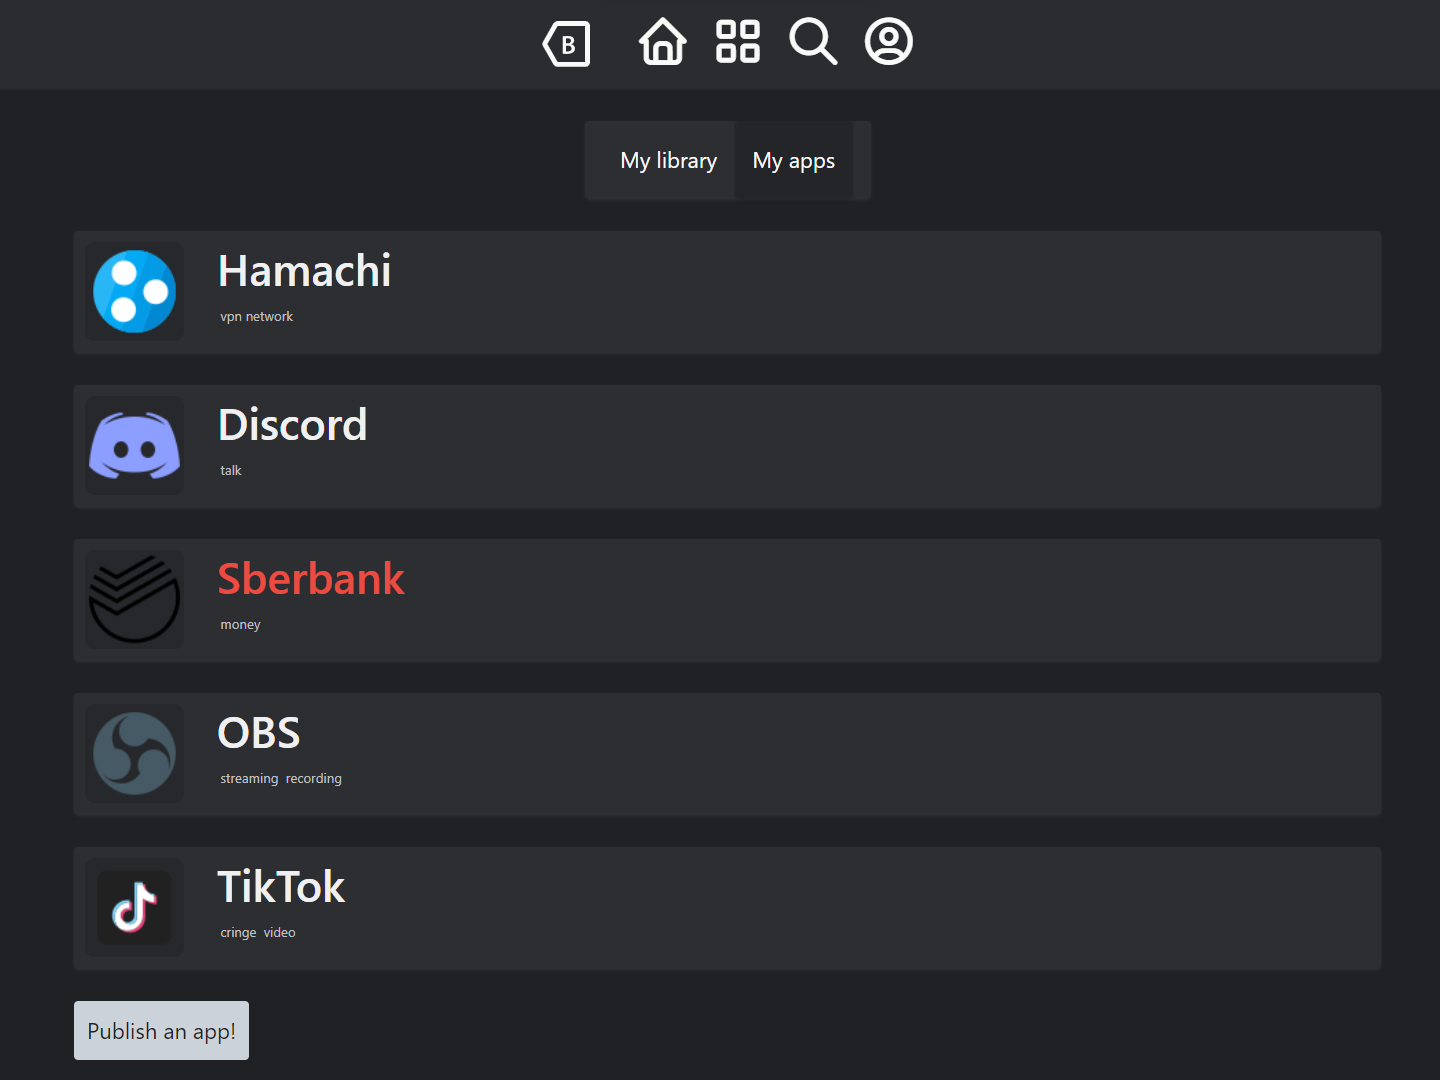 B
My library My apps
Hamachi
vpn network
Discord
talk
Sberbank
money
OBS
streaming recording
TikTok
cringe video
Publish an app!